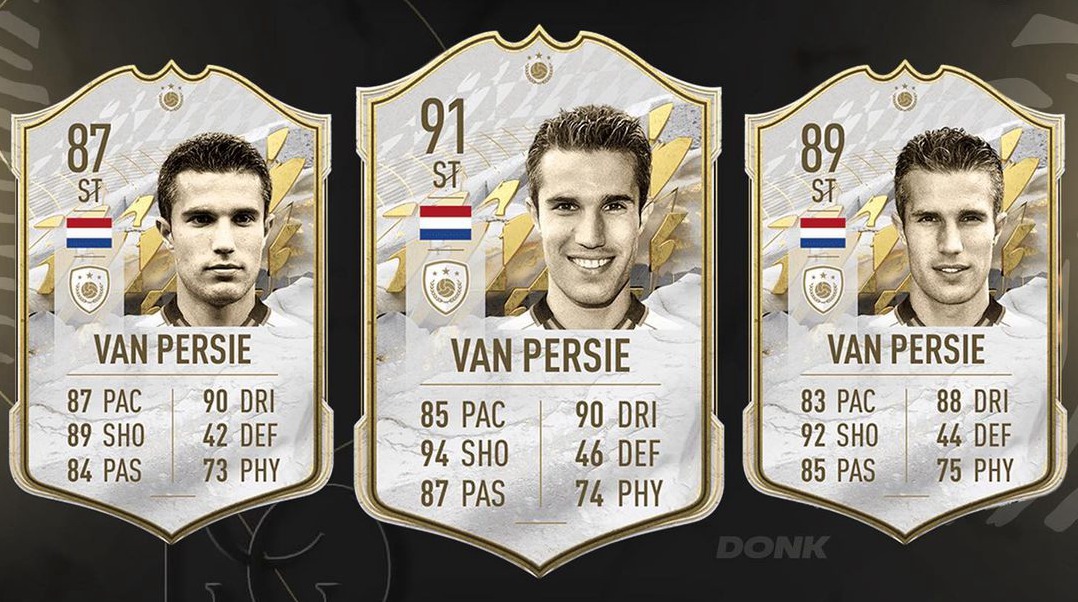 87
ST
VAN PERSIE
87 PAC 90 DRI
89 SHO 42 DEF
84 PAS 73 PHY
91
ST
VAN PERSIE
85 PAC 90 DRI
94 SHO 46 DEF
87 PAS 74 PHY
89
ST
VAN PERSIE
83 PAC 88 DRI
92 SHO 44 DEF
85 PAS 75 PHY
DONK